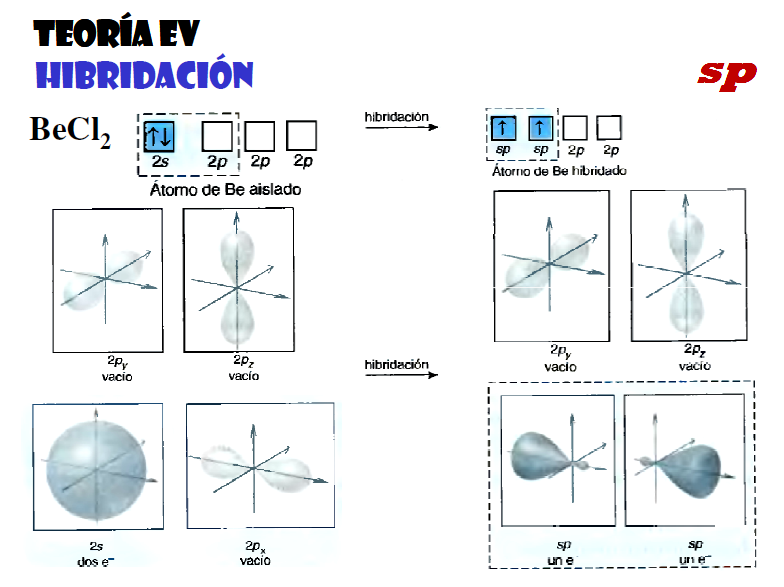 TEORÍA EV
HIBRIDACIÓN
sp
BeCl2
↑↓
2s 2p 2p 2p
Átomo de Be aislado
hibridación
↑ ↑
sp sp 2p 2p
Átorno de Be hibridado
2py
vacío
2pz
vacío
hibridación
2py
vacío
2pz
vacío
2s
dos e⁻
2px
vacío
sp
un e
sp
un e⁻